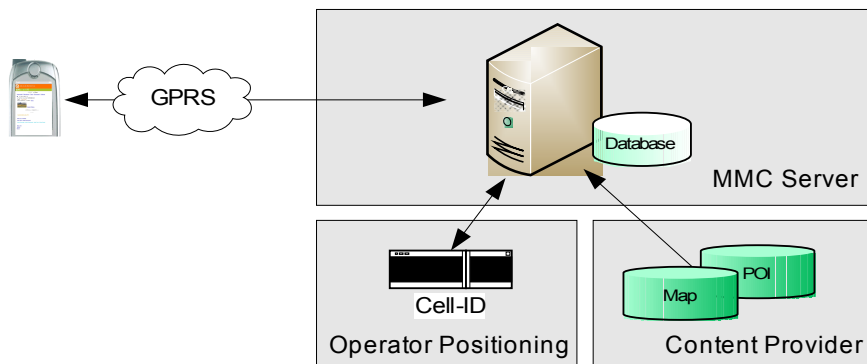 GPRS
Database
MMC Server
Cell-ID
Operator Positioning
POI
Map
Content Provider